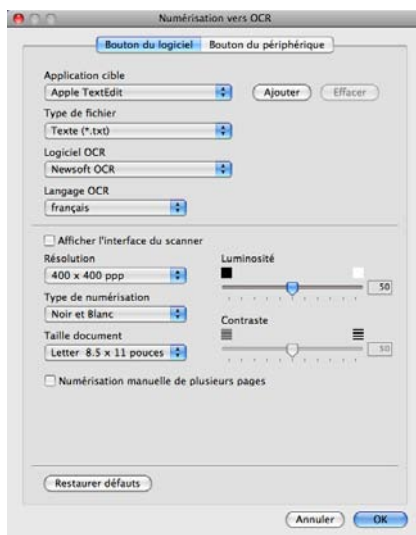 Numérisation vers OCR
Bouton du logiciel Bouton du périphérique
Application cible
Apple TextEdit Ajouter Effacer
Type de fichier
Texte (*.txt)
Logiciel OCR
Newsoft OCR
Langage OCR
français
Afficher l'interface du scanner
Résolution Luminosité
400 x 400 ppp
50
Type de numérisation
Noir et Blanc
Contraste
Taille document
Letter 8.5 x 11 pouces 50
Numérisation manuelle de plusieurs pages
Restaurer défauts
Annuler OK